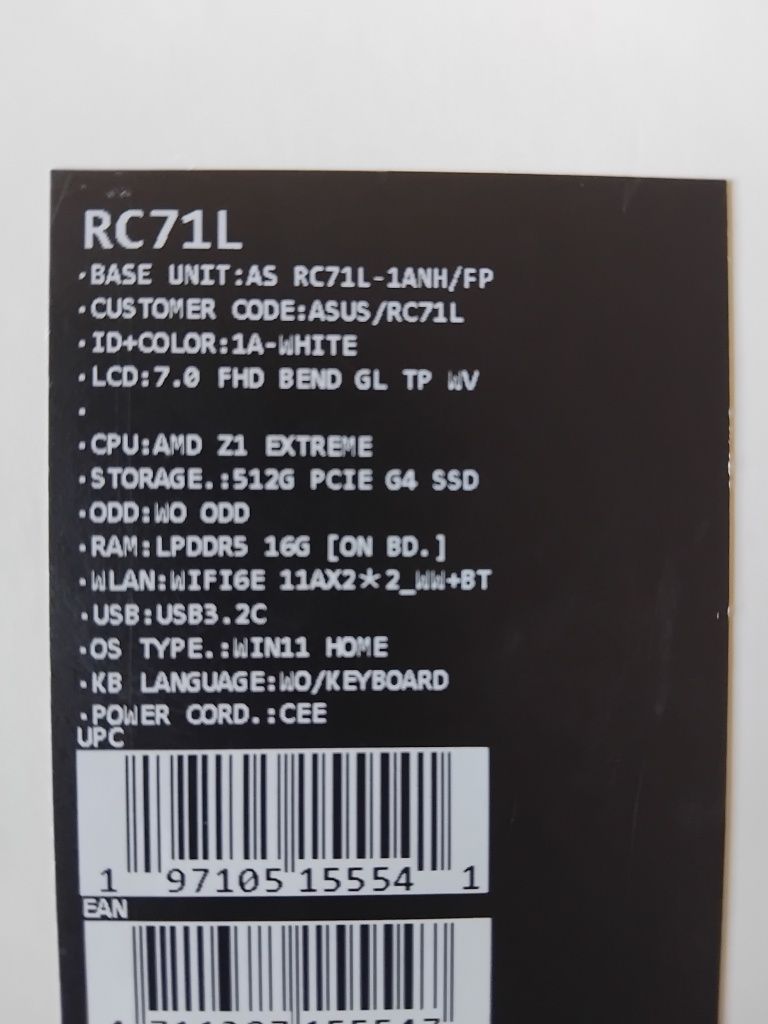 RC71L
·BASE UNIT:AS RC71L-1ANH/FP
·CUSTOMER CODE:ASUS/RC71L
·ID+COLOR:1A-WHITE
·LCD:7.0 FHD BEND GL TP WV
·
·CPU:AMD Z1 EXTREME
·STORAGE.:512G PCIE G4 SSD
·ODD:WO ODD
·RAM:LPDDR5 16G [ON BD.]
·WLAN:WIFI6E 11AX2*2_WW+BT
·USB:USB3.2C
·OS TYPE.:WIN11 HOME
·KB LANGUAGE:WO/KEYBOARD
·POWER CORD.:CEE
UPC
1 97105 15554 1
EAN